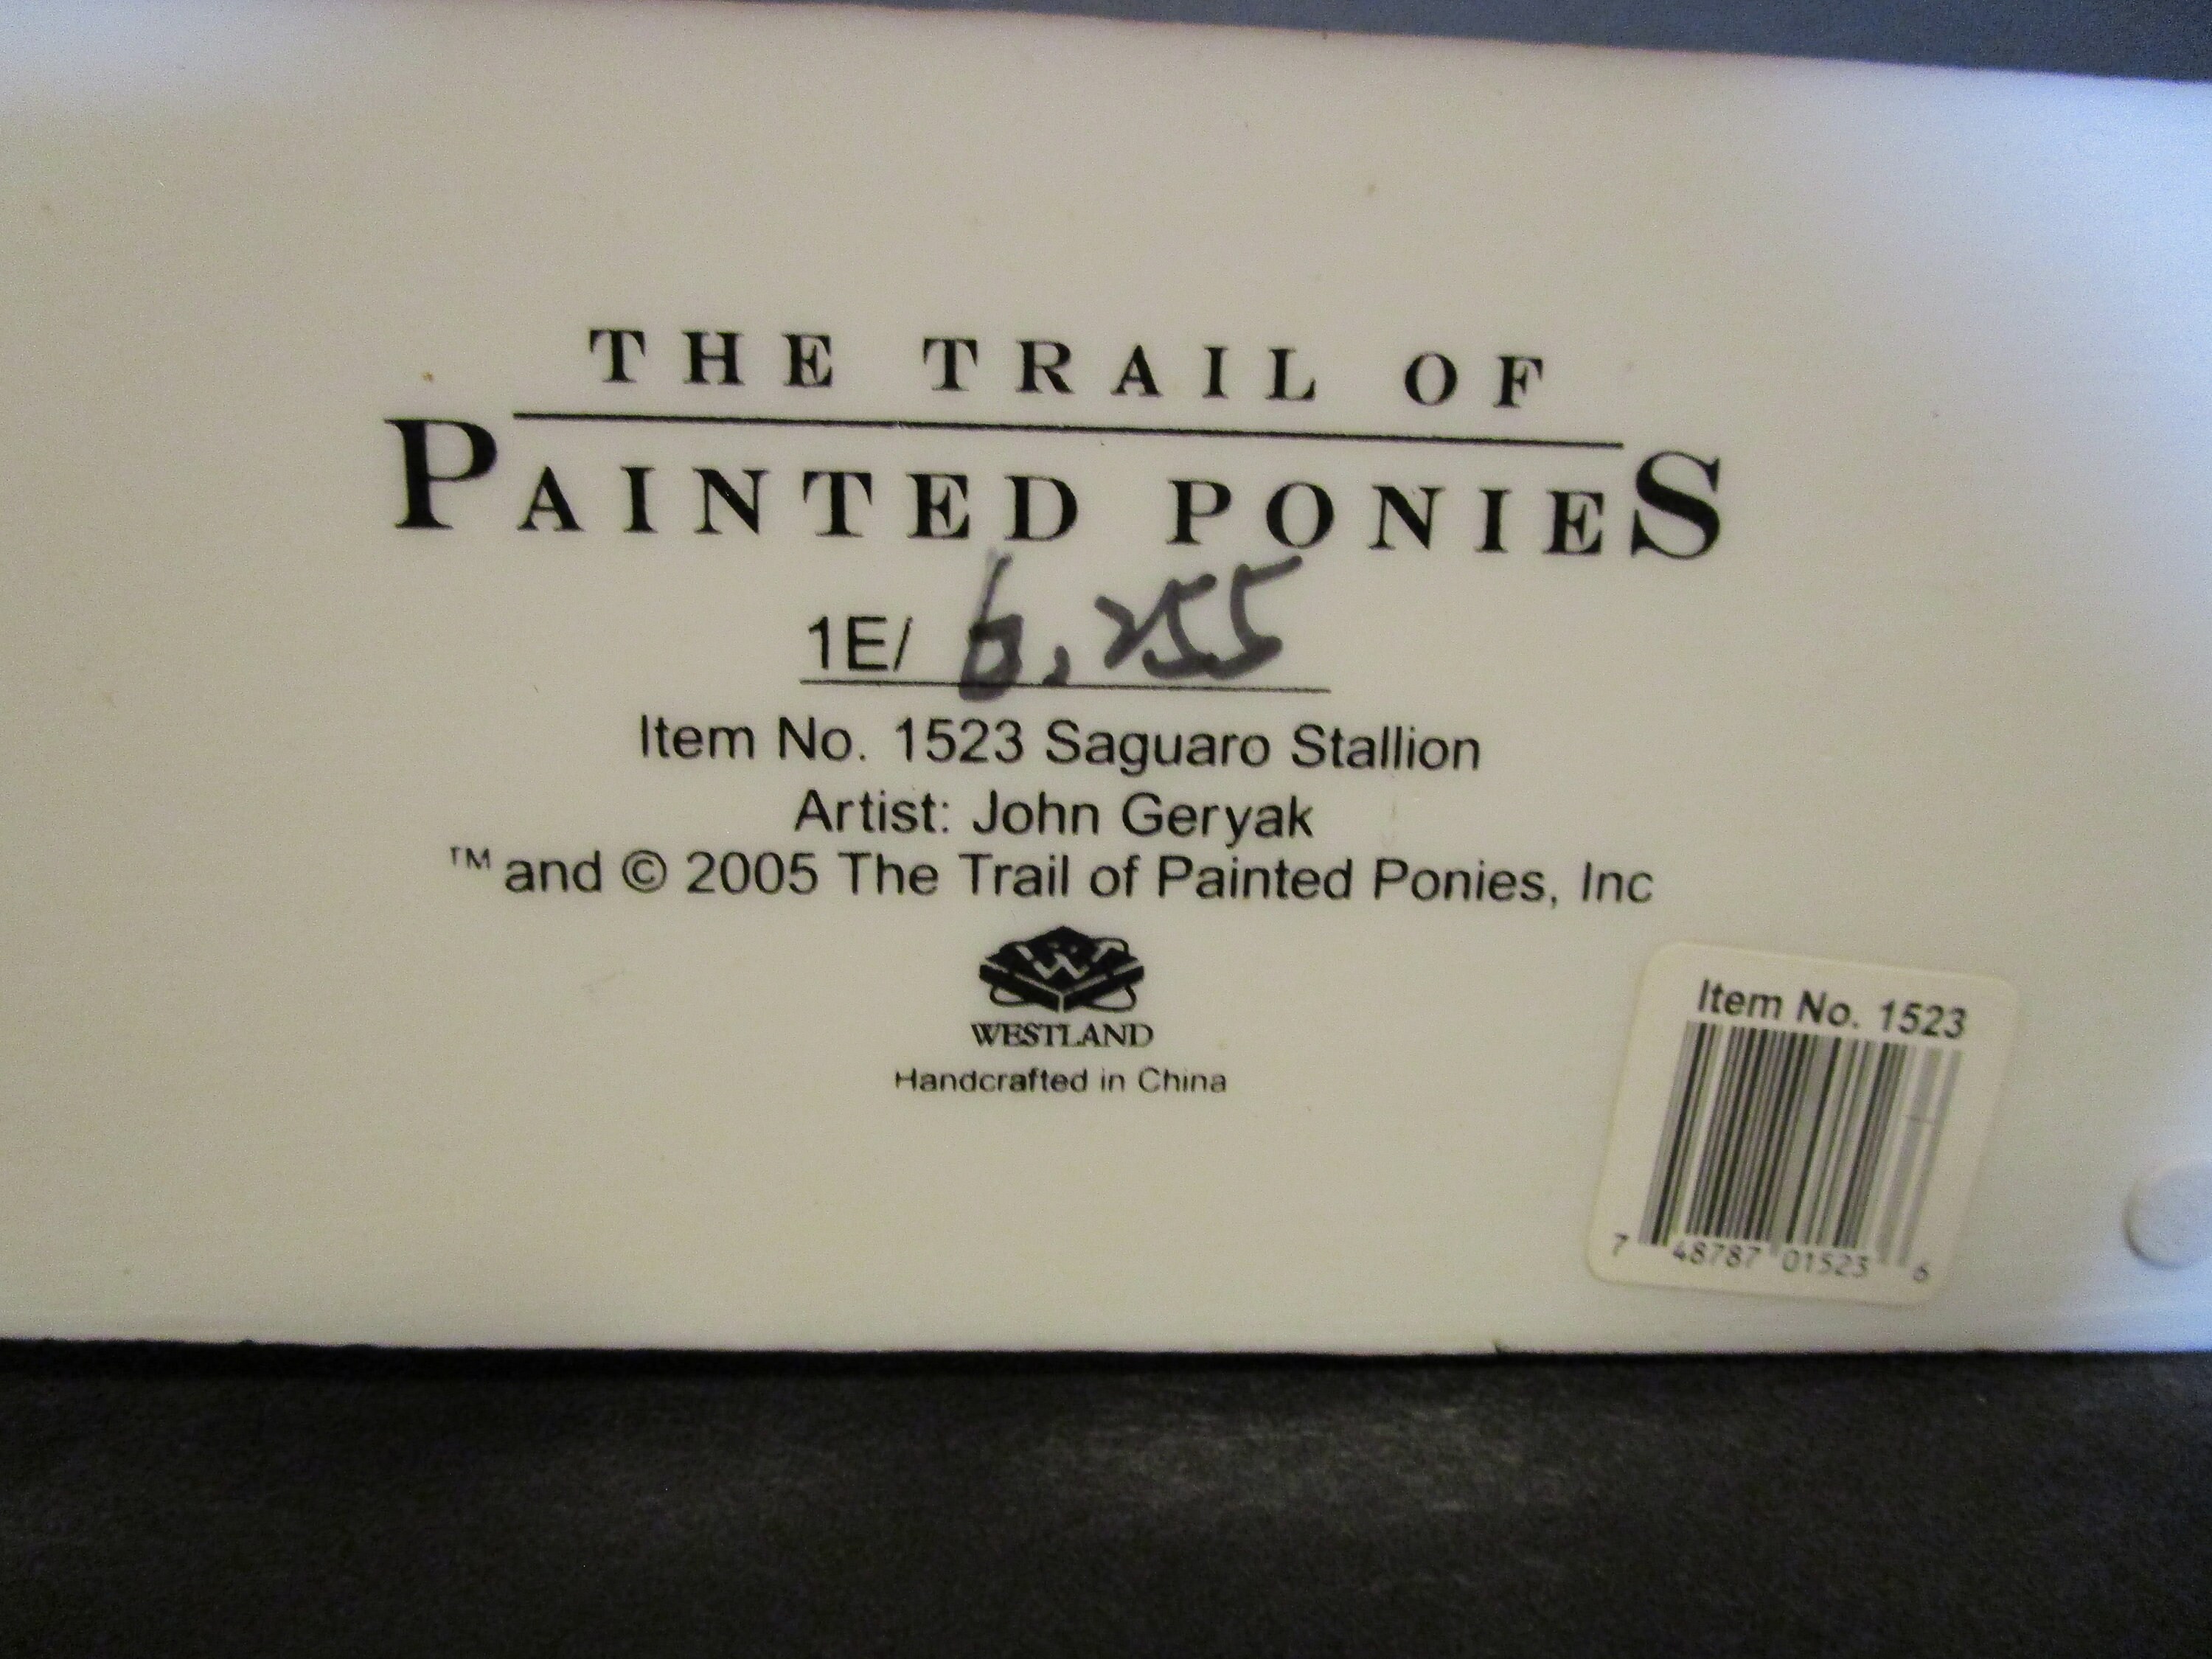 THE TRAIL OF
PAINTED PONIES
1E/ 6,255
Item No. 1523 Saguaro Stallion
Artist: John Geryak
™ and © 2005 The Trail of Painted Ponies, Inc
WESTLAND
Handcrafted in China
Item No. 1523
7 48787 01523 6